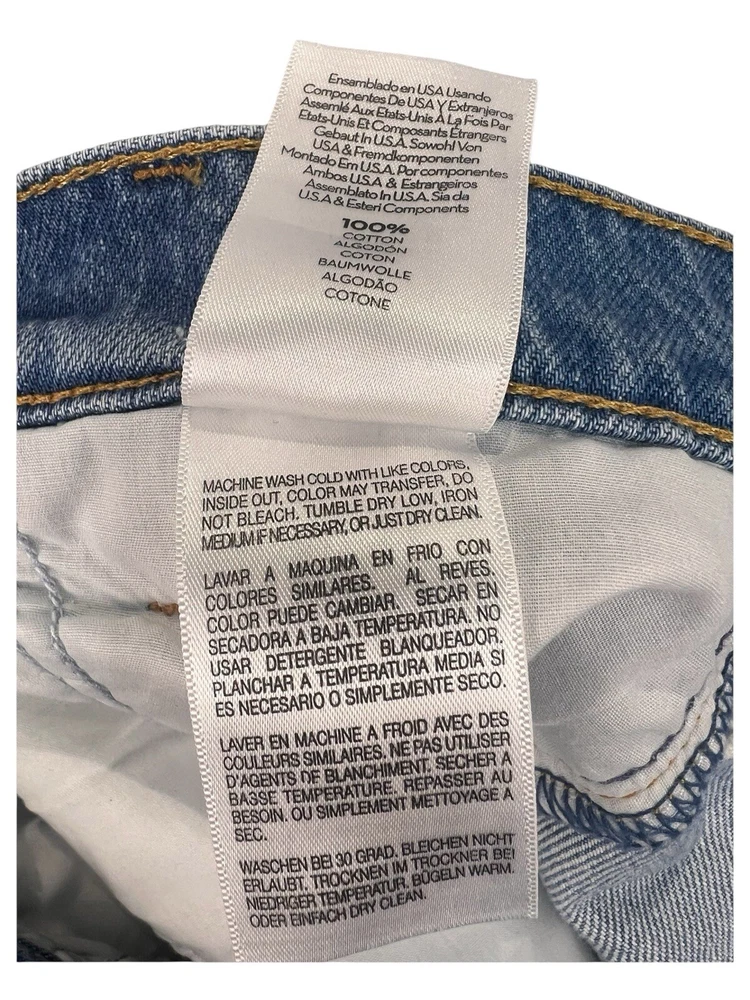 Ensamblado en USA Usando
Componentes De USA Y Extranjeros
Assemlé Aux Etats-Unis À La Fois Par
Etats-Unis Et Composants Étrangers
Gebaut In U.S.A. Sowohl Von
USA & Fremdkomponenten
Montado Em U.S.A. Por componentes
Ambos U.S.A & Estrangeiros
Assemblato In U.S.A. Sia da
U.S.A & Esteri Components
100%
COTTON
ALGODÓN
COTON
BAUMWOLLE
ALGODÃO
COTONE
MACHINE WASH COLD WITH LIKE COLORS,
INSIDE OUT, COLOR MAY TRANSFER, DO
NOT BLEACH. TUMBLE DRY LOW, IRON
MEDIUM IF NECESSARY, OR JUST DRY CLEAN.
LAVAR A MAQUINA EN FRIO CON
COLORES SIMILARES. AL REVES,
COLOR PUEDE CAMBIAR. SECAR EN
SECADORA A BAJA TEMPERATURA. NO
USAR DETERGENTE BLANQUEADOR.
PLANCHAR A TEMPERATURA MEDIA SI
ES NECESARIO O SIMPLEMENTE SECO.
LAVER EN MACHINE A FROID AVEC DES
COULEURS SIMILAIRES. NE PAS UTILISER
D'AGENTS DE BLANCHIMENT. SECHER A
BASSE TEMPERATURE. REPASSER AU
BESOIN. OU SIMPLEMENT METTOYAGE A
SEC.
WASCHEN BEI 30 GRAD. BLEICHEN NICHT
ERLAUBT, TROCKNEN IM TROCKNER BEI
NIEDRIGER TEMPERATUR. BÜGELN WARM.
ODER EINFACH DRY CLEAN.